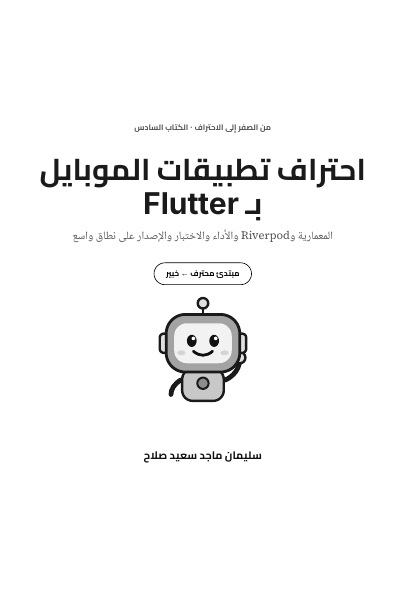 من الصفر إلى الاحتراف · الكتاب السادس
احتراف تطبيقات الموبايل
بـ Flutter
المعمارية وRiverpod والأداء والاختبار والإصدار على نطاق واسع
مبتدئ محترف ← خبير
سليمان ماجد سعيد صلاح